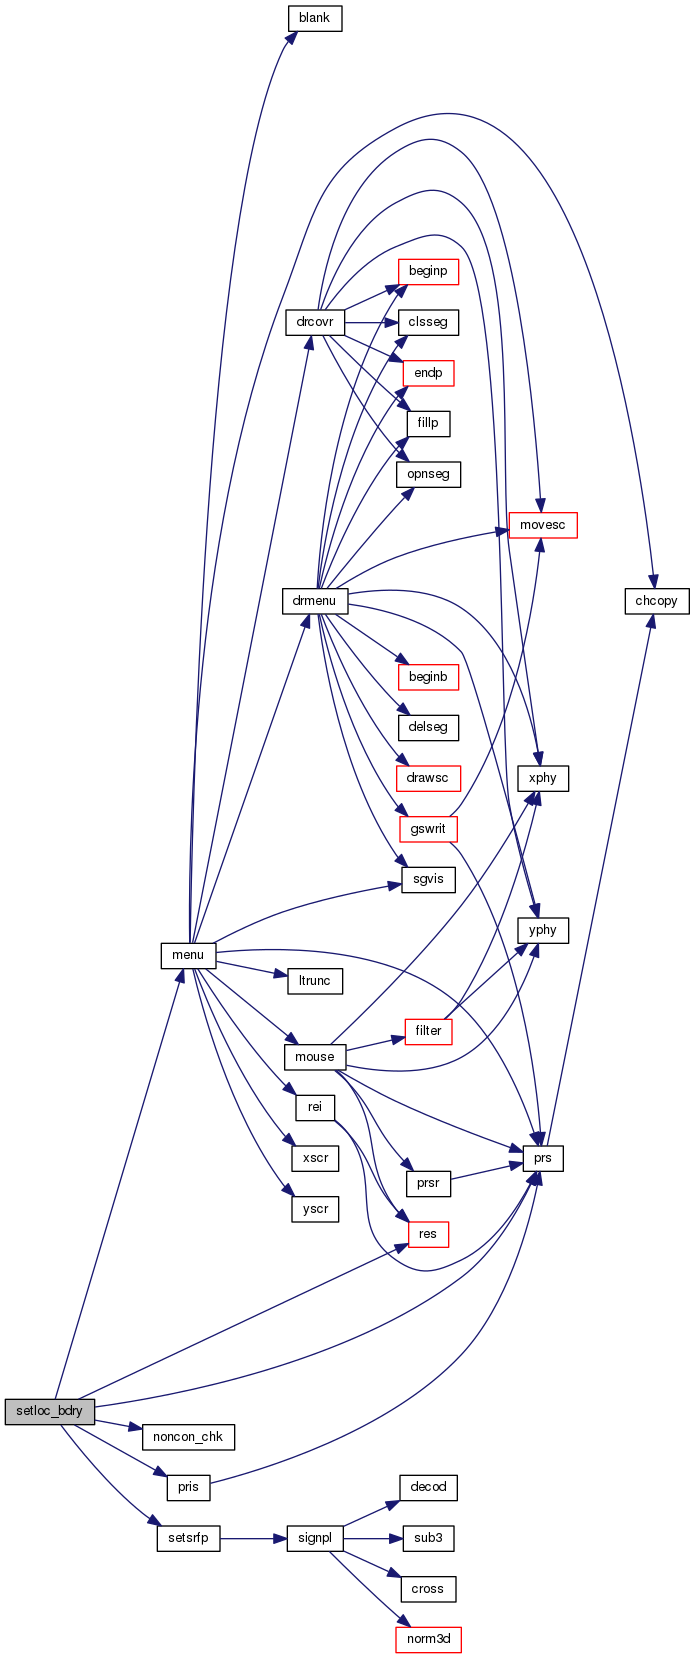 blank
beginp
drcovr
clsseg
endp
fillp
opnseg
movesc
drmenu
chcopy
beginb
delseg
drawsc
xphy
gswrit
sgvis
yphy
menu
ltrunc
filter
mouse
rei
xscr
prs
prsr
yscr
res
setloc_bdry
noncon_chk
pris
decod
setsrfp
signpl
sub3
cross
norm3d